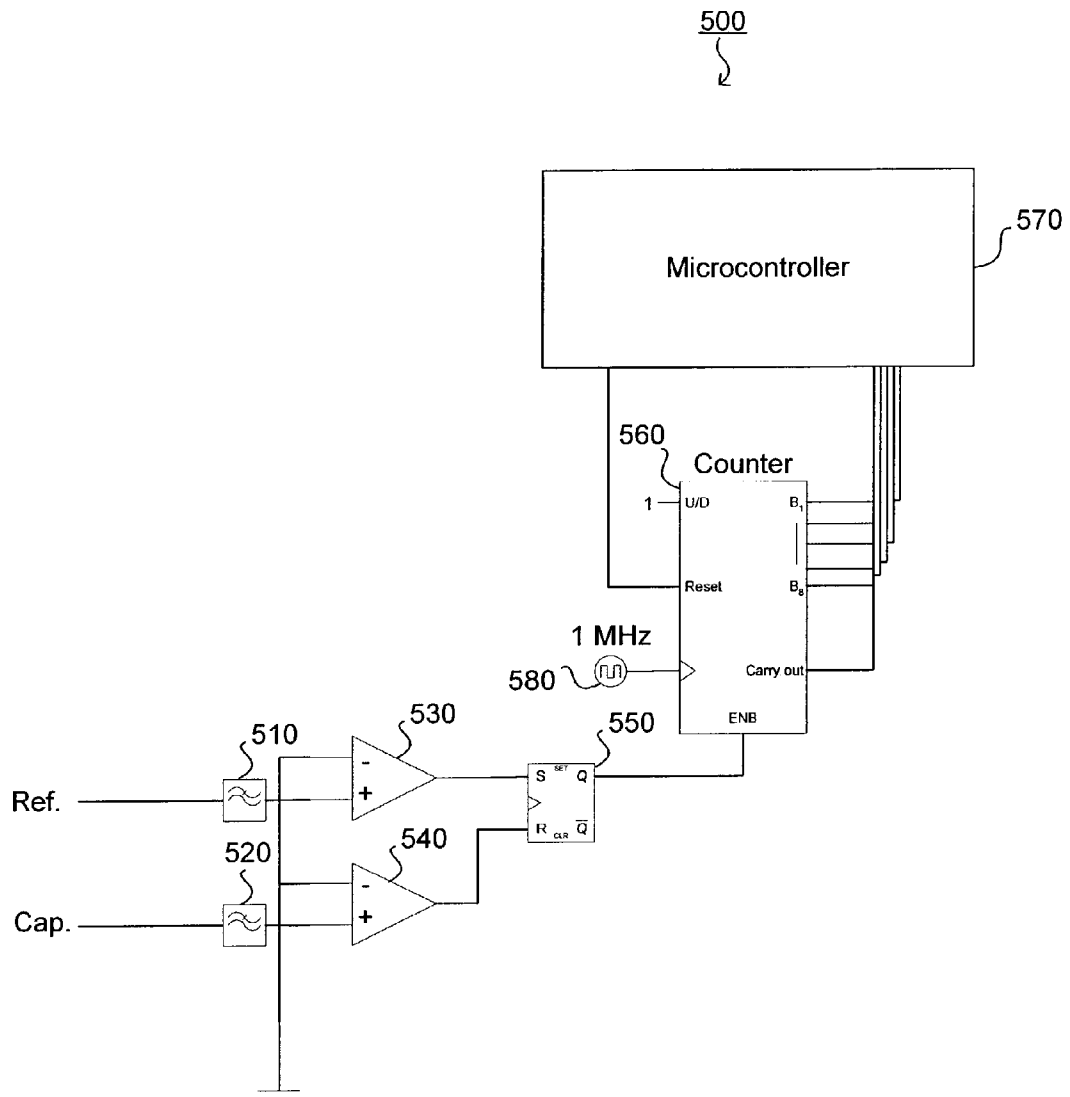 500
570
Microcontroller
560
Counter
1 U/D B1
Reset B8
1 MHz
580
Carry out
ENB
530
550
510
Ref.
-
+
S SET Q
R CLR Q̅
540
520
Cap.
-
+